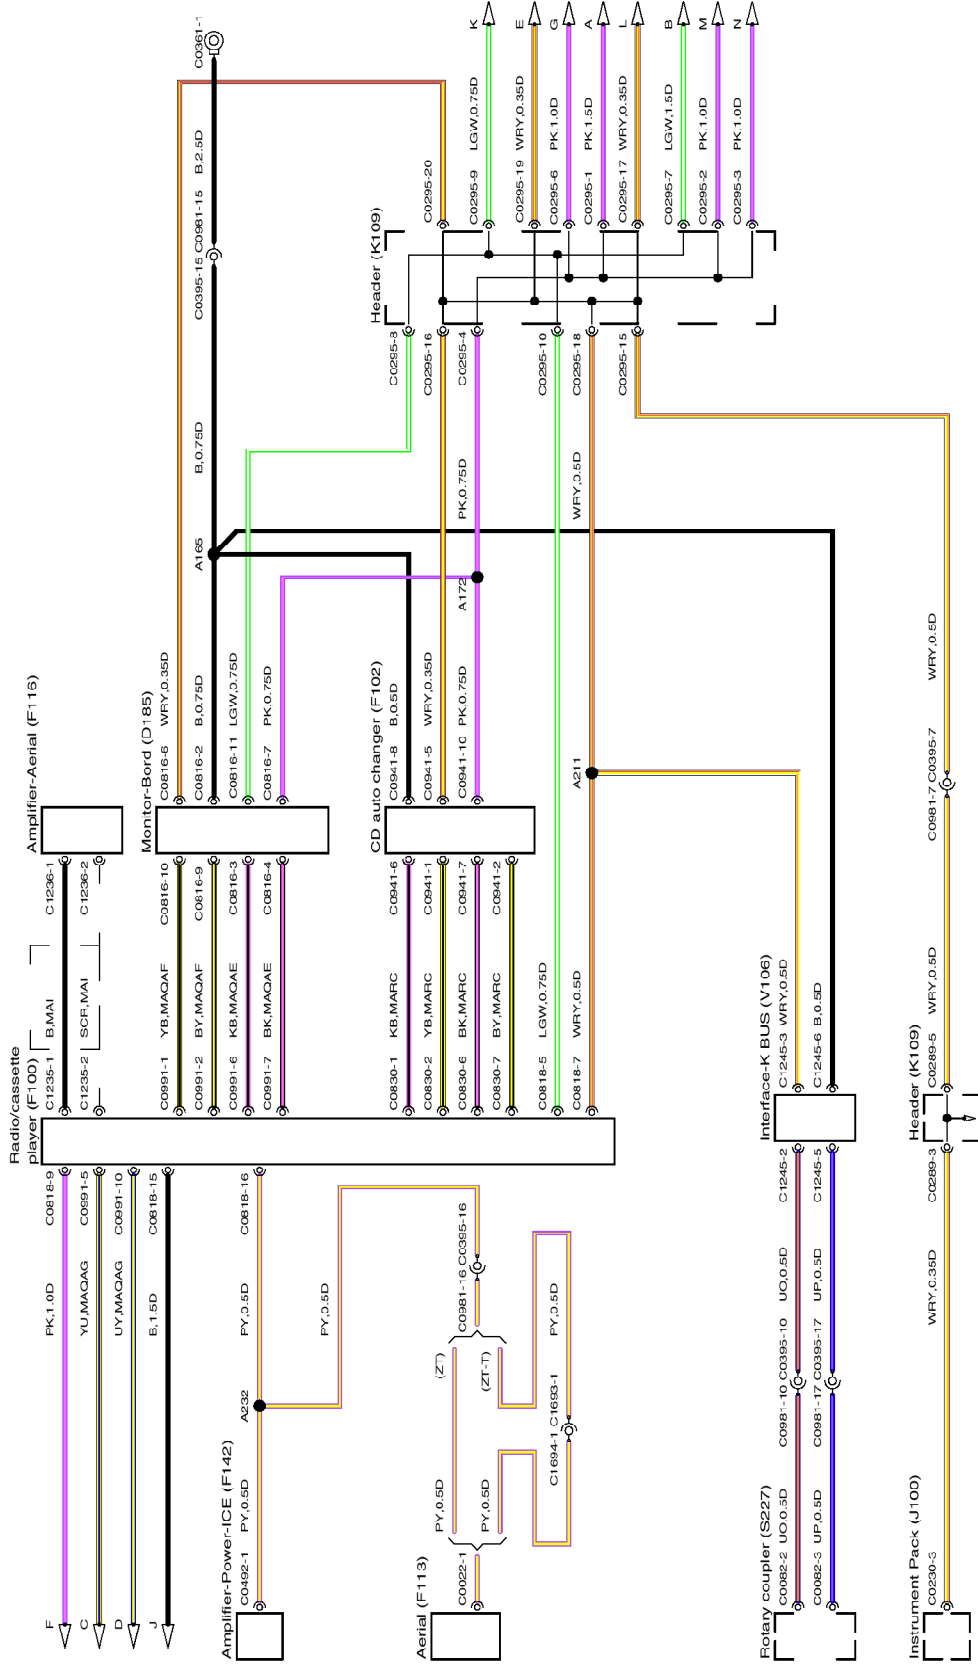 F
PK,1.0D
C0818-9
C
YU,MAQAG
C0991-5
D
UY,MAQAG
C0991-10
J
B,1.5D
C0818-15
Radio/cassette
player (F100)
C1235-1
B,MAI
C1236-1
C1235-2
SCR,MAI
C1236-2
Amplifier-Aerial (F116)
C0991-1
YB,MAQAF
C0816-10
C0991-2
BY,MAQAF
C0816-9
C0991-6
KB,MAQAE
C0816-3
C0991-7
BK,MAQAE
C0816-4
Monitor-Bord (D185)
C0816-6
WRY,0.35D
C0816-2
B,0.75D
C0816-11
LGW,0.75D
C0816-7
PK,0.75D
A165
B,0.75D
C0395-15
C0981-15
B,2.5D
C0361-1
Amplifier-Power-ICE (F142)
C0492-1
PY,0.5D
A232
PY,0.5D
C0818-16
PY,0.5D
C0830-1
KB,MARC
C0941-6
C0830-2
YB,MARC
C0941-1
C0830-6
BK,MARC
C0941-7
C0830-7
BY,MARC
C0941-2
CD auto changer (F102)
C0941-8
B,0.5D
C0941-5
WRY,0.35D
C0941-10
PK,0.75D
A172
PK,0.75D
C0295-8
C0295-16
C0295-4
Header (K109)
C0295-20
C0295-9
LGW,0.75D
K
C0295-19
WRY,0.35D
E
C0295-6
PK,1.0D
G
C0295-1
PK,1.5D
A
C0295-17
WRY,0.35D
L
C0295-7
LGW,1.5D
B
C0295-2
PK,1.0D
M
C0295-3
PK,1.0D
N
Aerial (F113)
C0022-1
PY,0.5D
PY,0.5D
(ZT)
(ZT-T)
C0981-16
C0395-16
C1694-1
C1693-1
PY,0.5D
C0818-5
LGW,0.75D
C0295-10
C0818-7
WRY,0.5D
A211
WRY,0.5D
C0295-18
C0295-15
Rotary coupler (S227)
C0082-2
UO,0.5D
C0981-10
C0395-10
UO,0.5D
C1245-2
C0082-3
UP,0.5D
C0981-17
C0395-17
UP,0.5D
C1245-5
Interface-K BUS (V106)
C1245-3
WRY,0.5D
C1245-6
B,0.5D
Instrument Pack (J100)
C0230-3
WRY,0.35D
C0289-3
Header (K109)
C0289-5
WRY,0.5D
C0981-7
C0395-7
WRY,0.5D